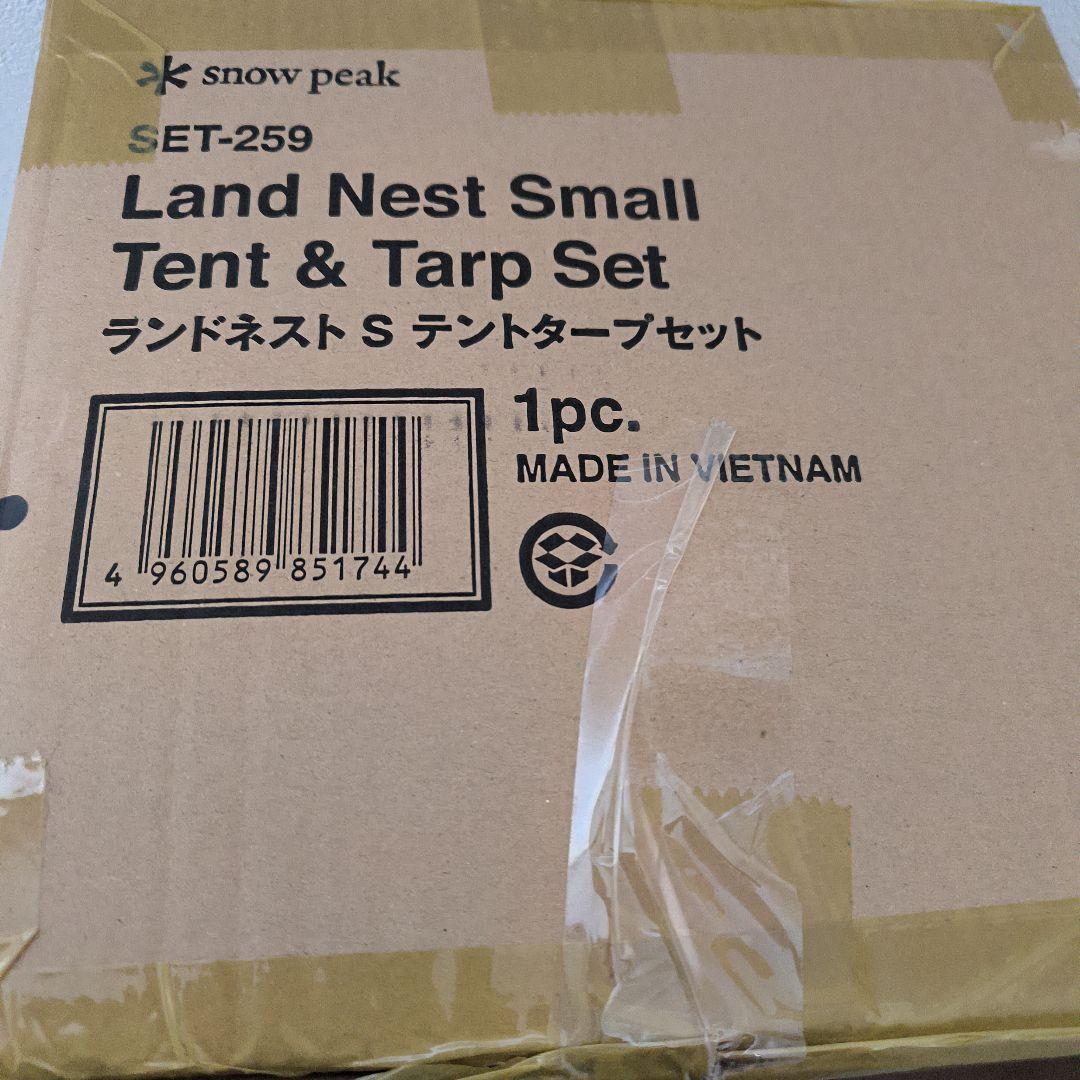 snow peak
SET-259
Land Nest Small
Tent & Tarp Set
ランドネスト S テントタープセット
1pc.
MADE IN VIETNAM
4 960589 851744